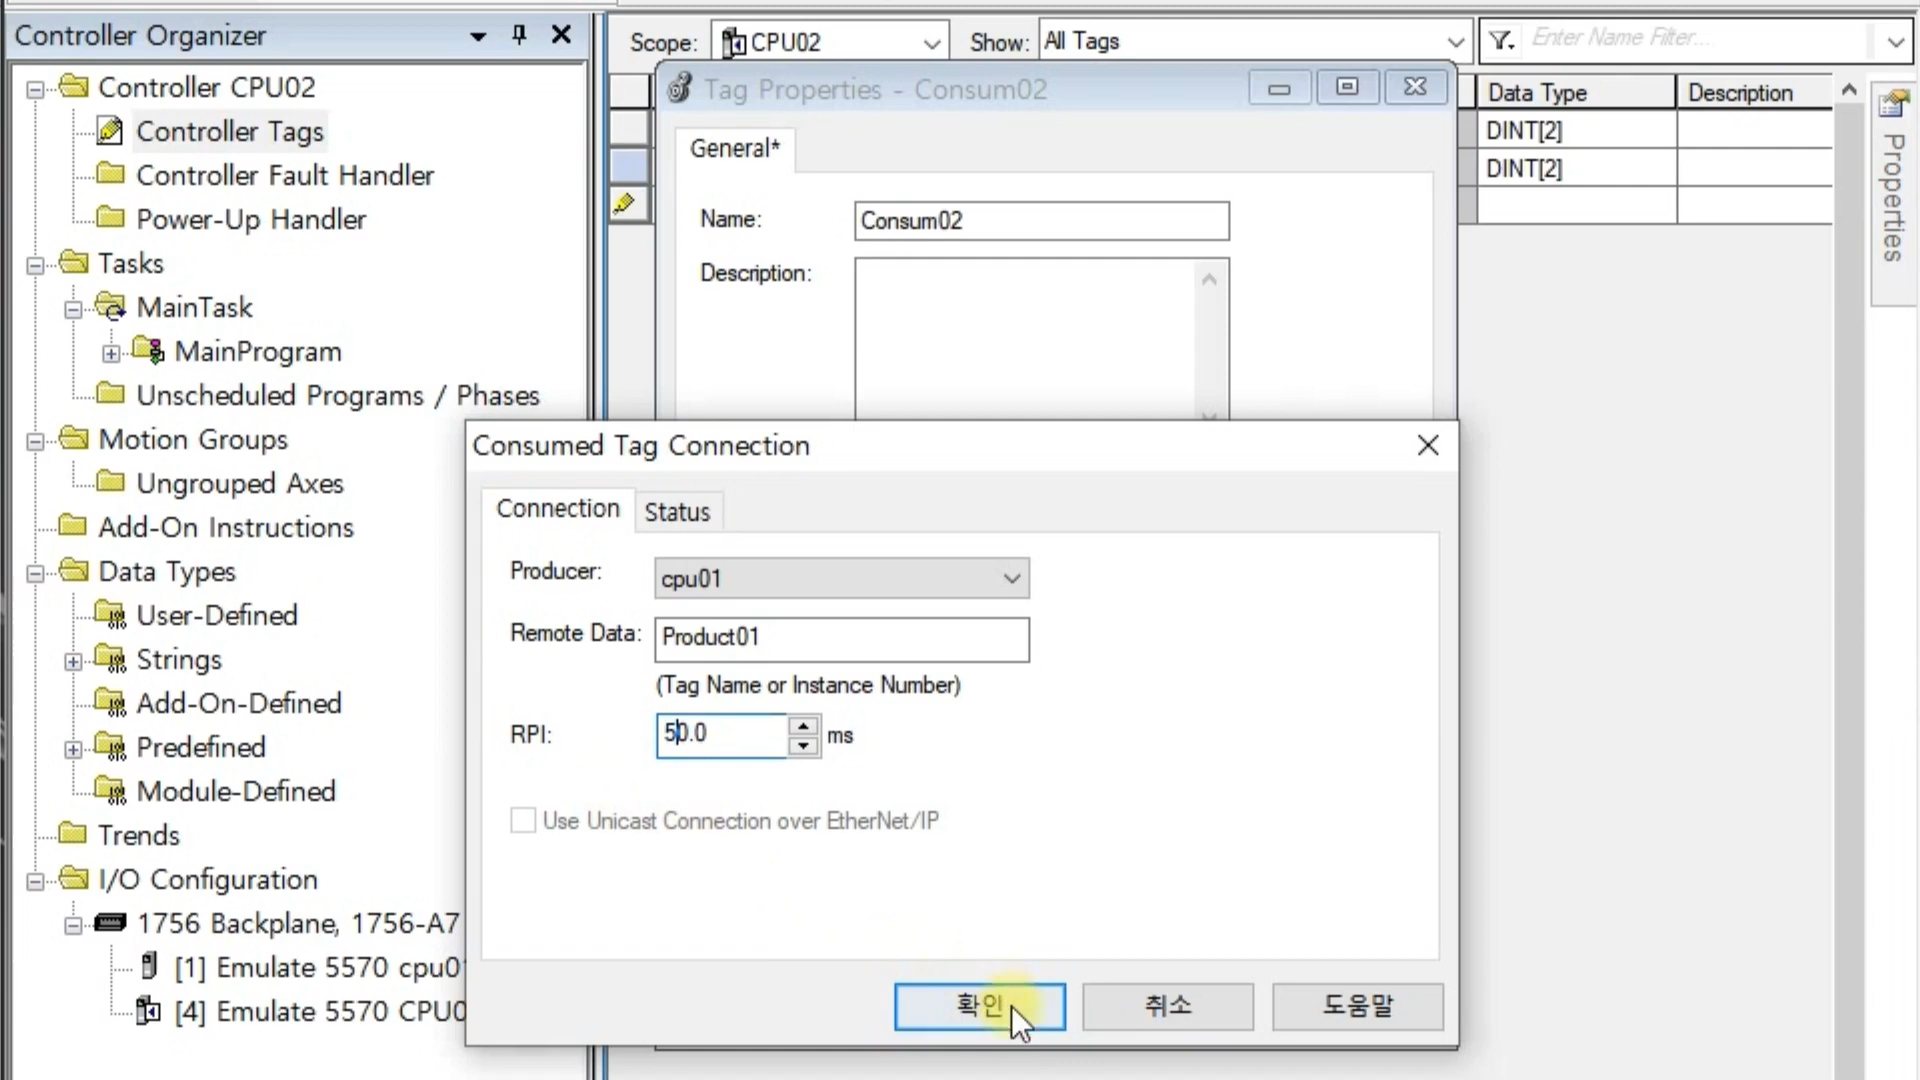 Controller Organizer
Controller CPU02
Controller Tags
Controller Fault Handler
Power-Up Handler
Tasks
MainTask
MainProgram
Unscheduled Programs / Phases
Motion Groups
Ungrouped Axes
Add-On Instructions
Data Types
User-Defined
Strings
Add-On-Defined
Predefined
Module-Defined
Trends
I/O Configuration
1756 Backplane, 1756-A7
[1] Emulate 5570 cpu0
[4] Emulate 5570 CPU0
Scope: CPU02 Show: All Tags Enter Name Filter...
Data Type Description
DINT[2]
DINT[2]
Properties
Tag Properties - Consum02
General*
Name: Consum02
Description:
Consumed Tag Connection
Connection Status
Producer: cpu01
Remote Data: Product01
(Tag Name or Instance Number)
RPI: 50.0 ms
Use Unicast Connection over EtherNet/IP
확인 취소 도움말